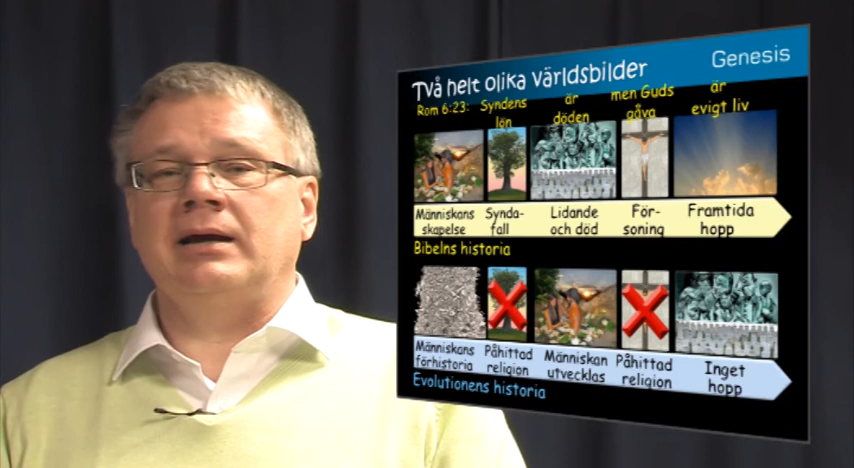 Två helt olika världsbilder
Genesis
Rom 6:23:
Syndens
lön
är
döden
men Guds
gåva
är
evigt liv
Människans
skapelse
Synda-
fall
Lidande
och död
För-
soning
Framtida
hopp
Bibelns historia
Människans
förhistoria
Påhittad
religion
Människan
utvecklas
Påhittad
religion
Inget
hopp
Evolutionens historia